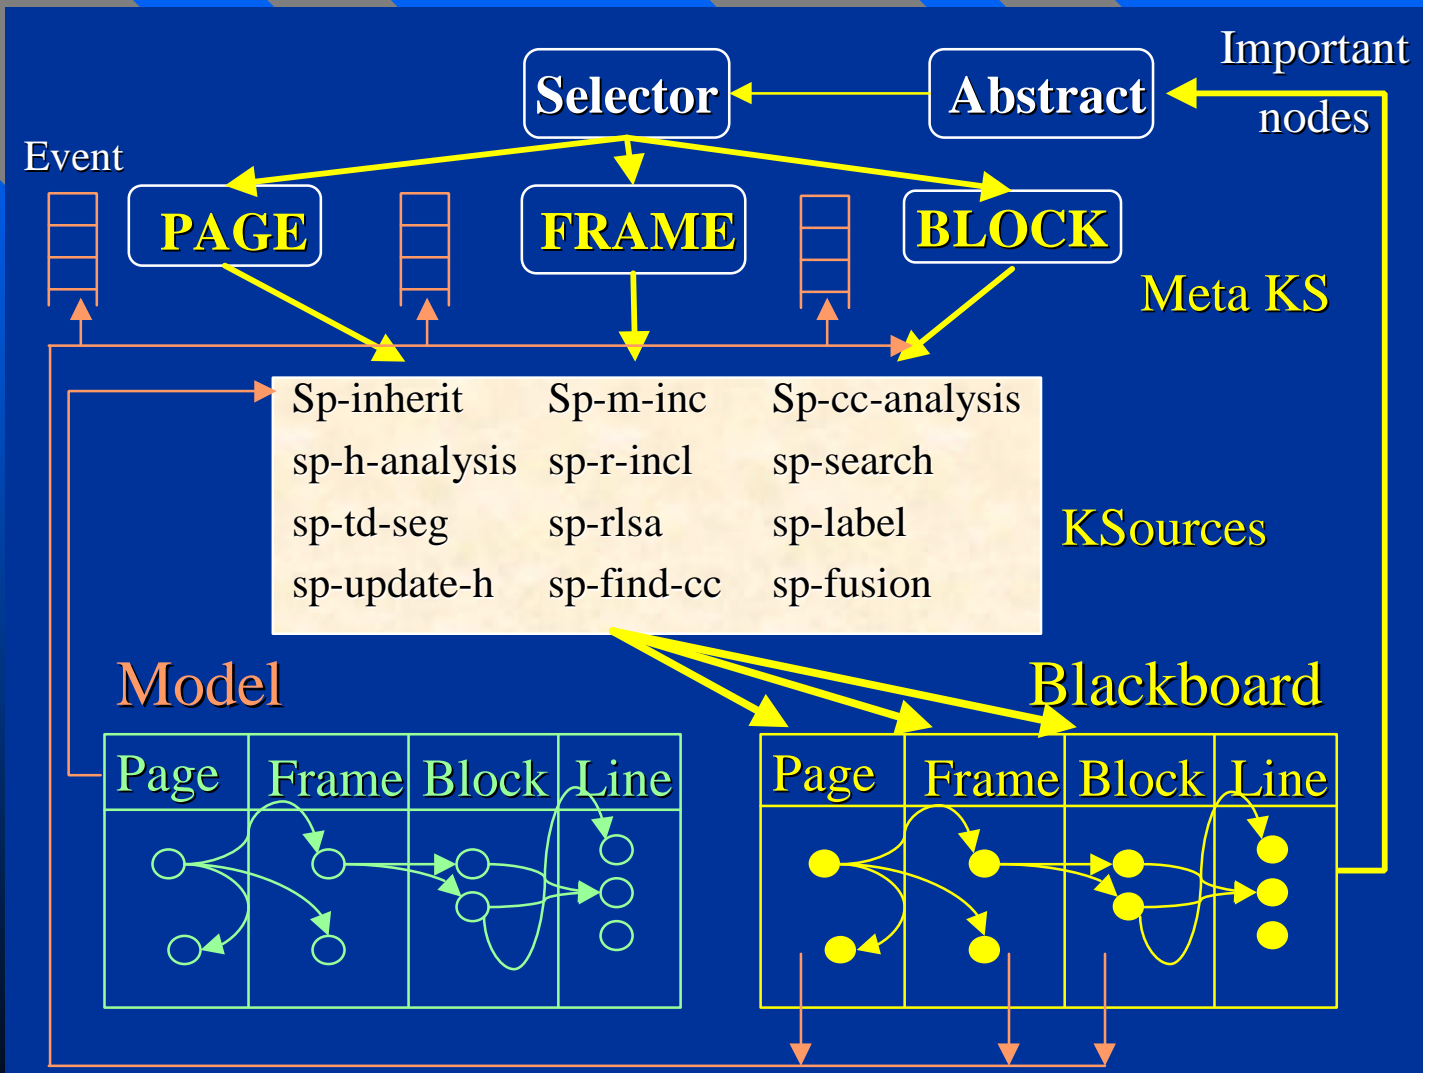 Important
nodes
Selector
Abstract
Event
PAGE
FRAME
BLOCK
Meta KS
Sp-inherit Sp-m-inc Sp-cc-analysis
sp-h-analysis sp-r-incl sp-search
sp-td-seg sp-rlsa sp-label
sp-update-h sp-find-cc sp-fusion
KSources
Model
Blackboard
Page Frame Block Line
Page Frame Block Line